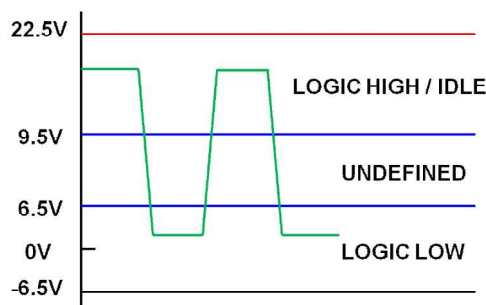 22.5V
LOGIC HIGH / IDLE
9.5V
UNDEFINED
6.5V
0V
LOGIC LOW
-6.5V